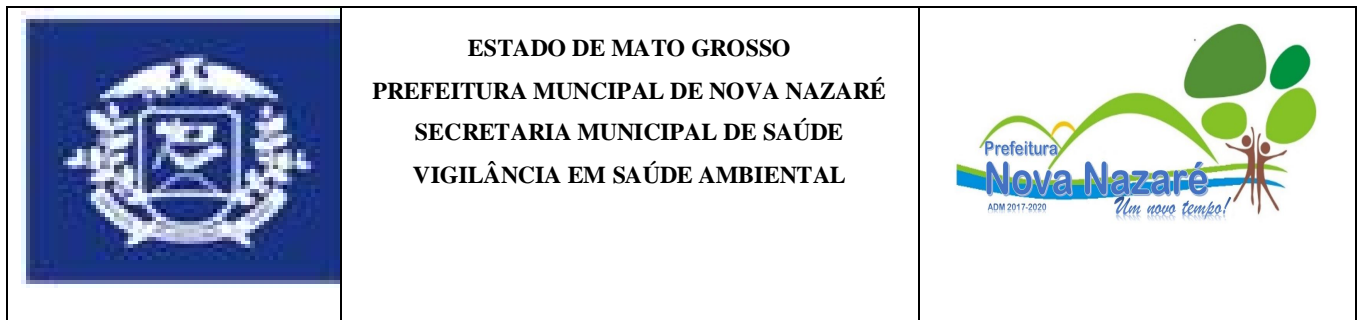 ESTADO DE MATO GROSSO
PREFEITURA MUNCIPAL DE NOVA NAZARÉ
SECRETARIA MUNICIPAL DE SAÚDE
VIGILÂNCIA EM SAÚDE AMBIENTAL
Prefeitura
Nova Nazaré
ADM 2017-2020
Um novo tempo!